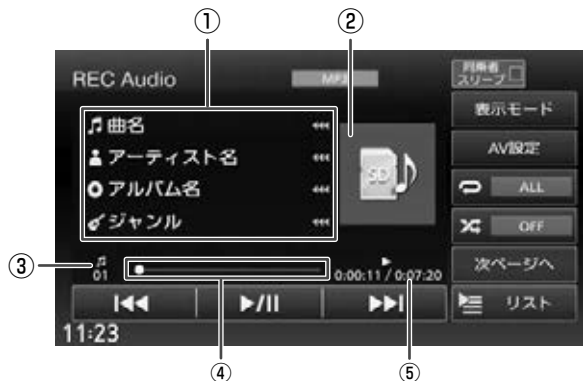 ① ②
REC Audio
MP3
同乗者
スリープ
曲名
アーティスト名
アルバム名
ジャンル
SD
表示モード
AV設定
ALL
OFF
次ページへ
リスト
③ 01
0:00:11 / 0:07:20
11:23
④ ⑤